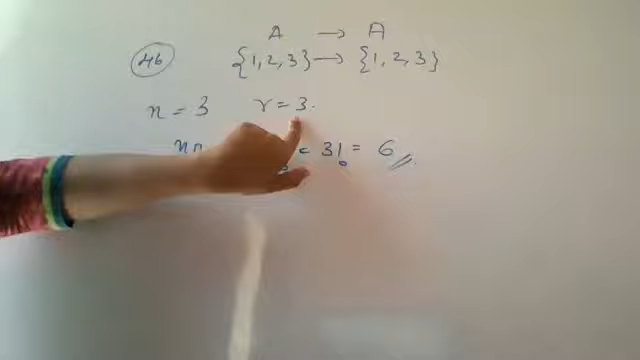 A → A
46 {1,2,3} → {1,2,3}
n = 3 r = 3.
= 3! = 6